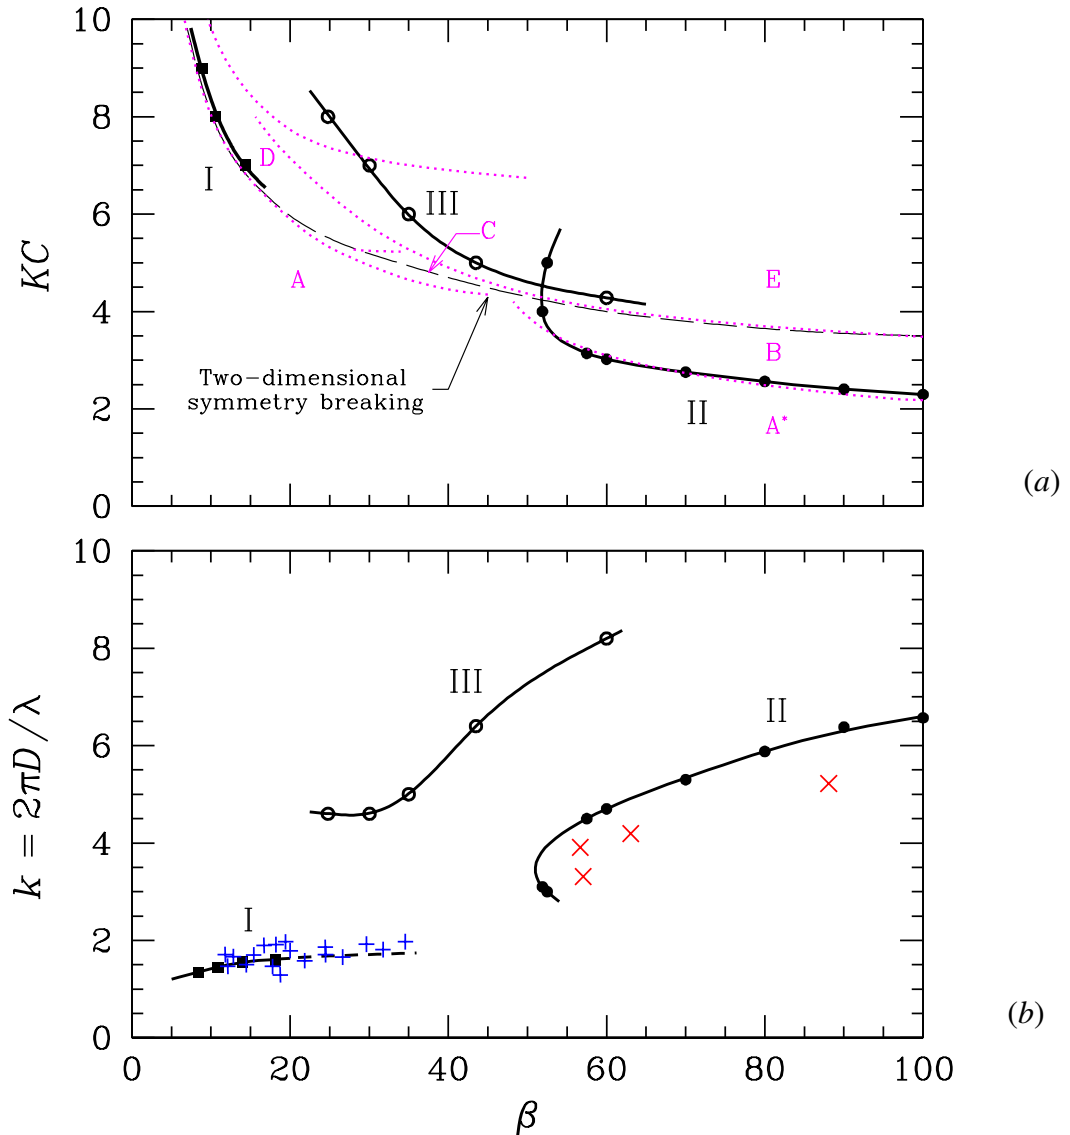 10
8
6
4
2
0
KC
I
D
III
C
A
E
B
A*
II
Two-dimensional
symmetry breaking
(a)
10
8
6
4
2
0
k = 2πD/λ
III
II
I
(b)
0 20 40 60 80 100
β